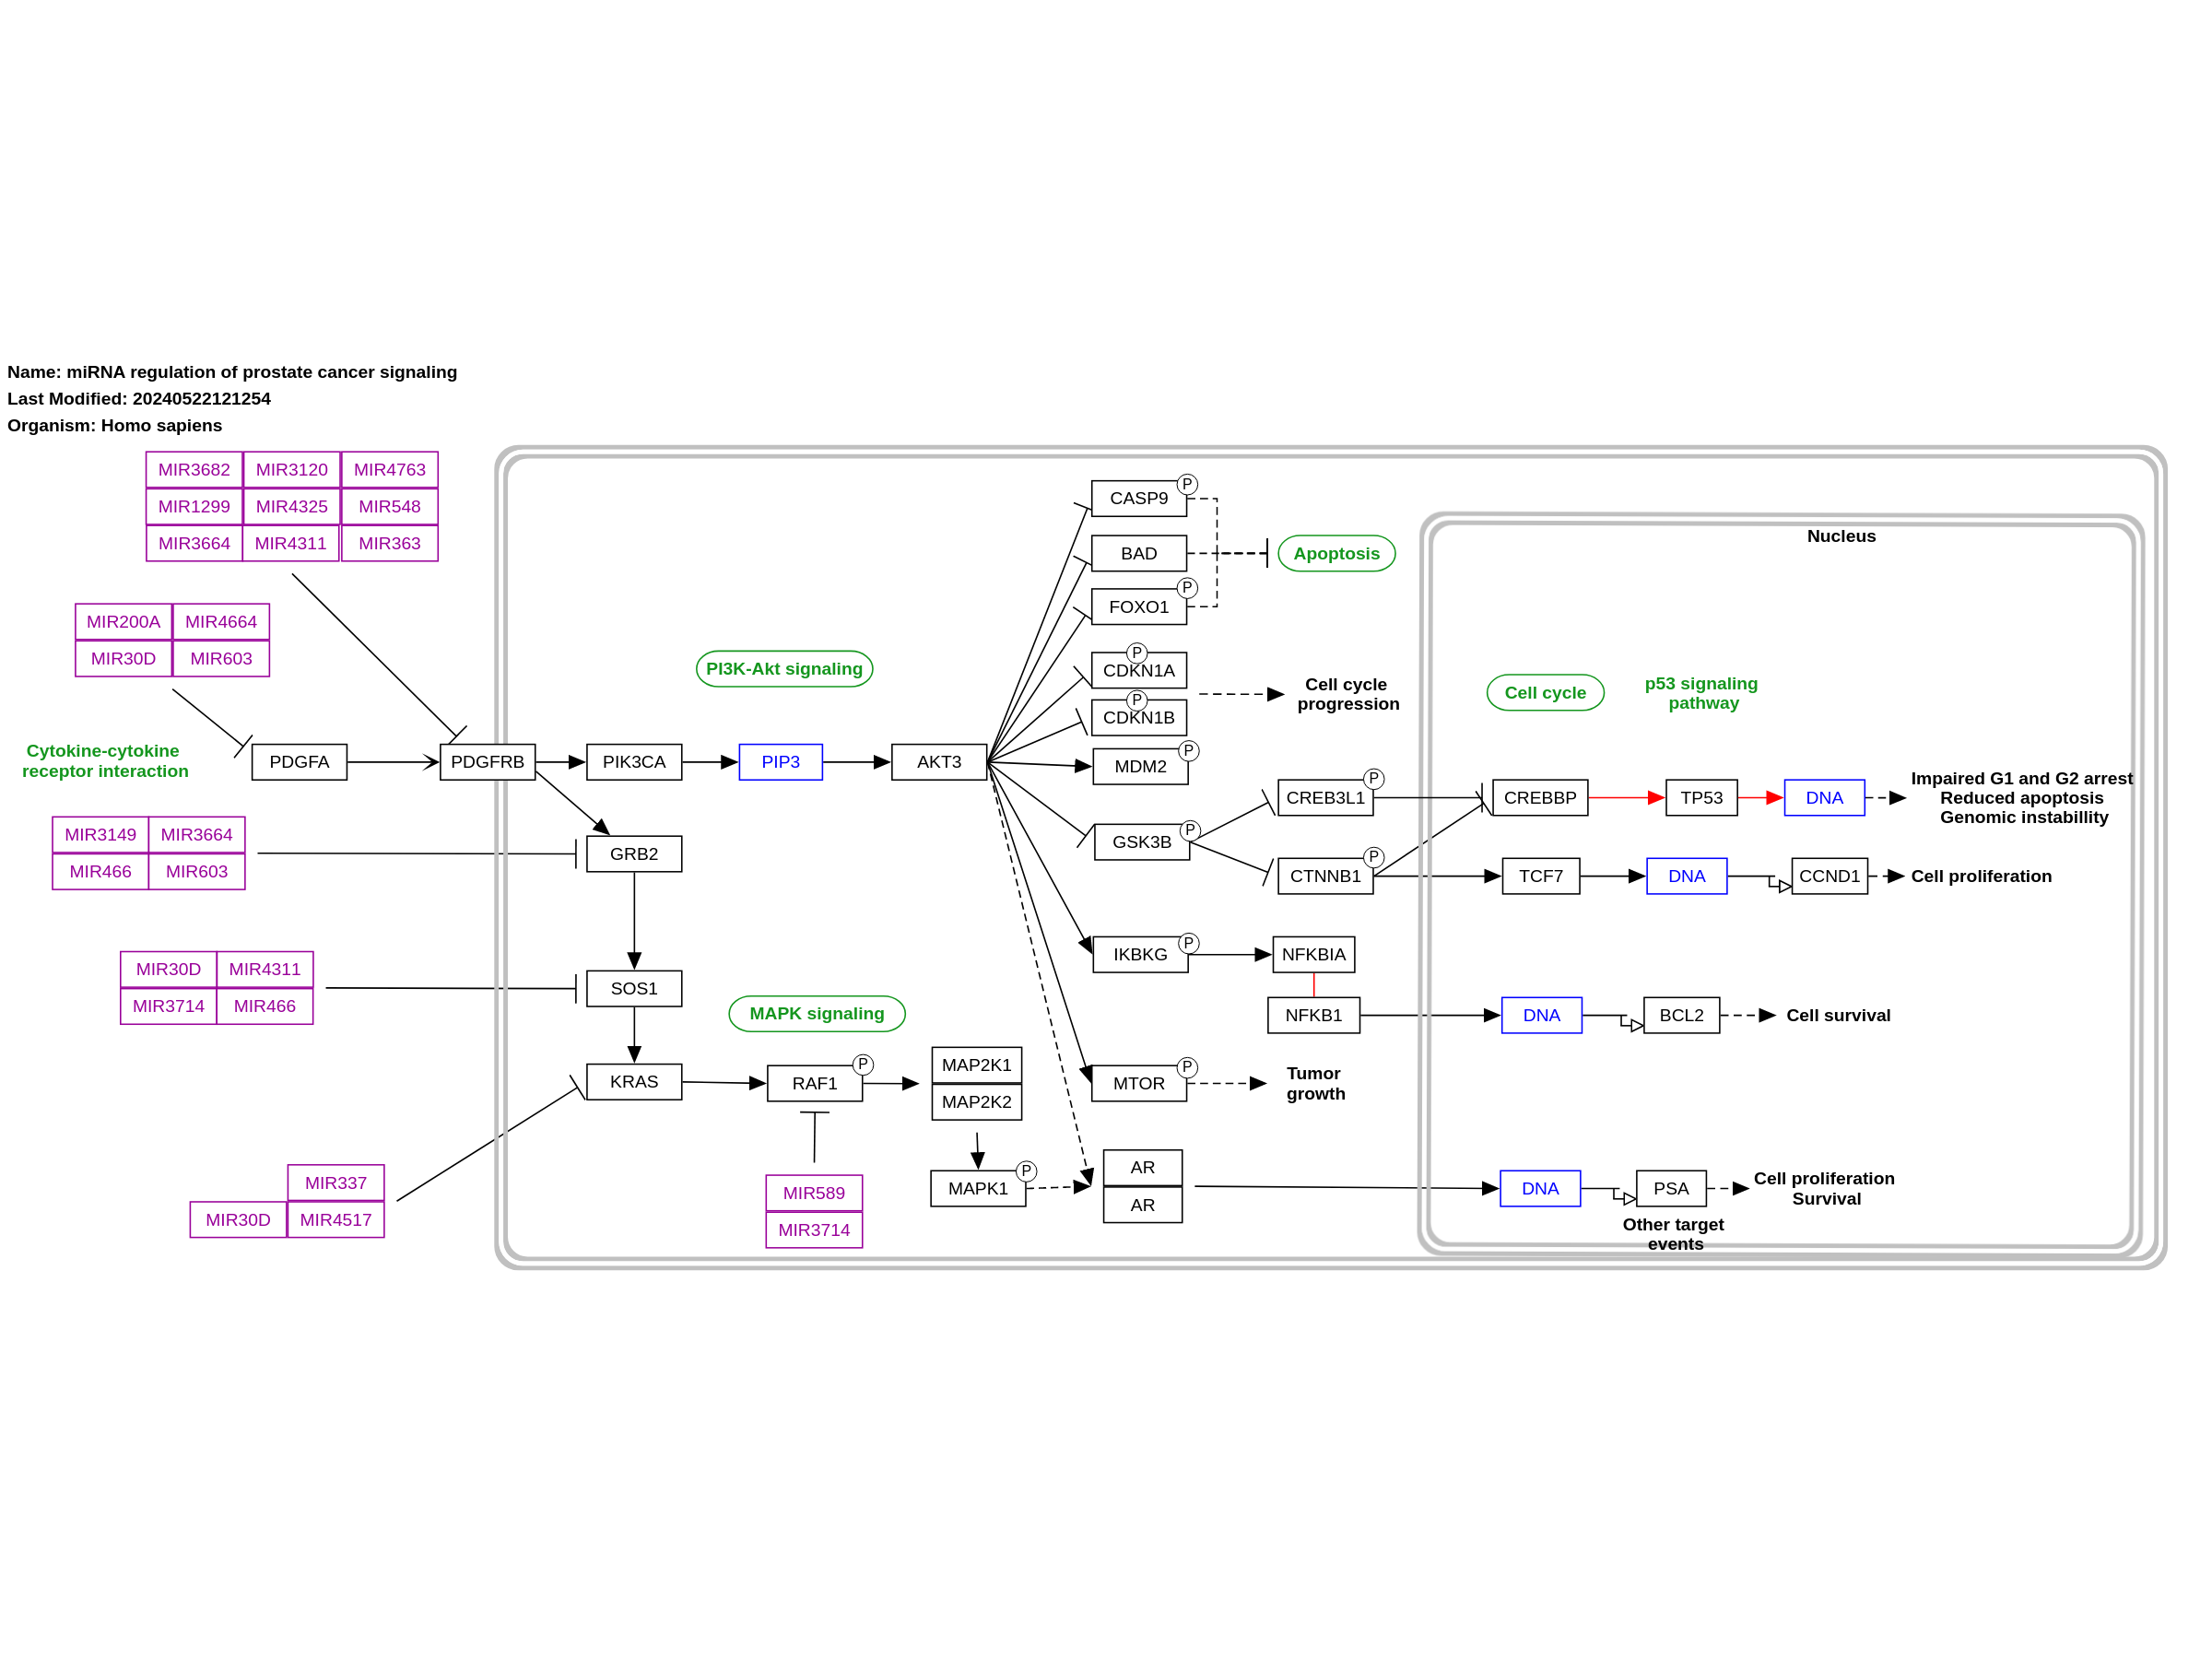 Name: miRNA regulation of prostate cancer signaling
Last Modified: 20240522121254
Organism: Homo sapiens
MIR3682 MIR3120 MIR4763
MIR1299 MIR4325 MIR548
MIR3664 MIR4311 MIR363
MIR200A MIR4664
MIR30D MIR603
Cytokine-cytokine
receptor interaction
PDGFA
PDGFRB
PIK3CA
PIP3
AKT3
PI3K-Akt signaling
MIR3149 MIR3664
MIR466 MIR603
GRB2
MIR30D MIR4311
MIR3714 MIR466
SOS1
MAPK signaling
MIR337
MIR30D MIR4517
KRAS
RAF1
P
MAP2K1
MAP2K2
MIR589
MIR3714
MAPK1
P
CASP9
P
BAD
FOXO1
P
Apoptosis
P
CDKN1A
P
CDKN1B
Cell cycle
progression
MDM2
P
GSK3B
P
CREB3L1
P
CTNNB1
P
IKBKG
P
NFKBIA
NFKB1
MTOR
P
Tumor
growth
AR
AR
Nucleus
Cell cycle
p53 signaling
pathway
CREBBP
TP53
DNA
Impaired G1 and G2 arrest
Reduced apoptosis
Genomic instabillity
TCF7
DNA
CCND1
Cell proliferation
DNA
BCL2
Cell survival
DNA
PSA
Cell proliferation
Survival
Other target
events